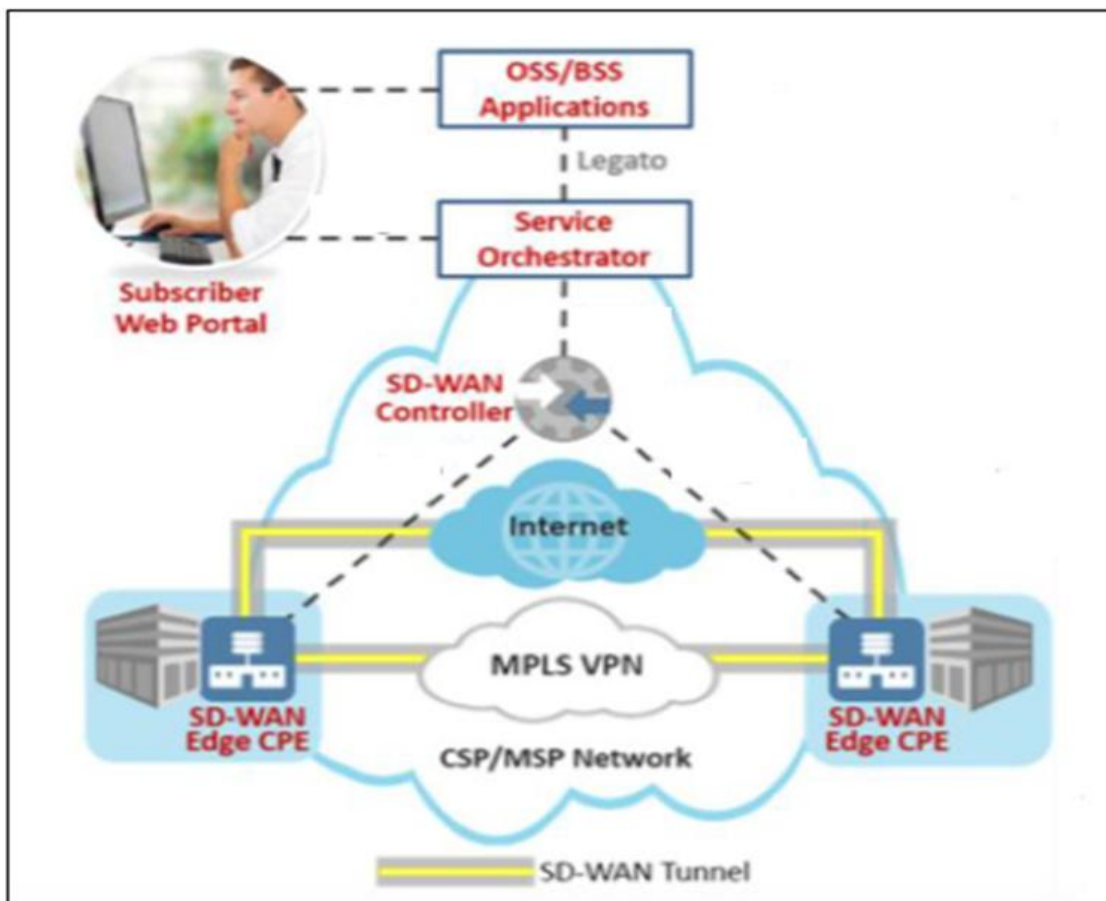 OSS/BSS
Applications
Legato
Service
Orchestrator
Subscriber
Web Portal
SD-WAN
Controller
Internet
MPLS VPN
SD-WAN
Edge CPE
SD-WAN
Edge CPE
CSP/MSP Network
SD-WAN Tunnel